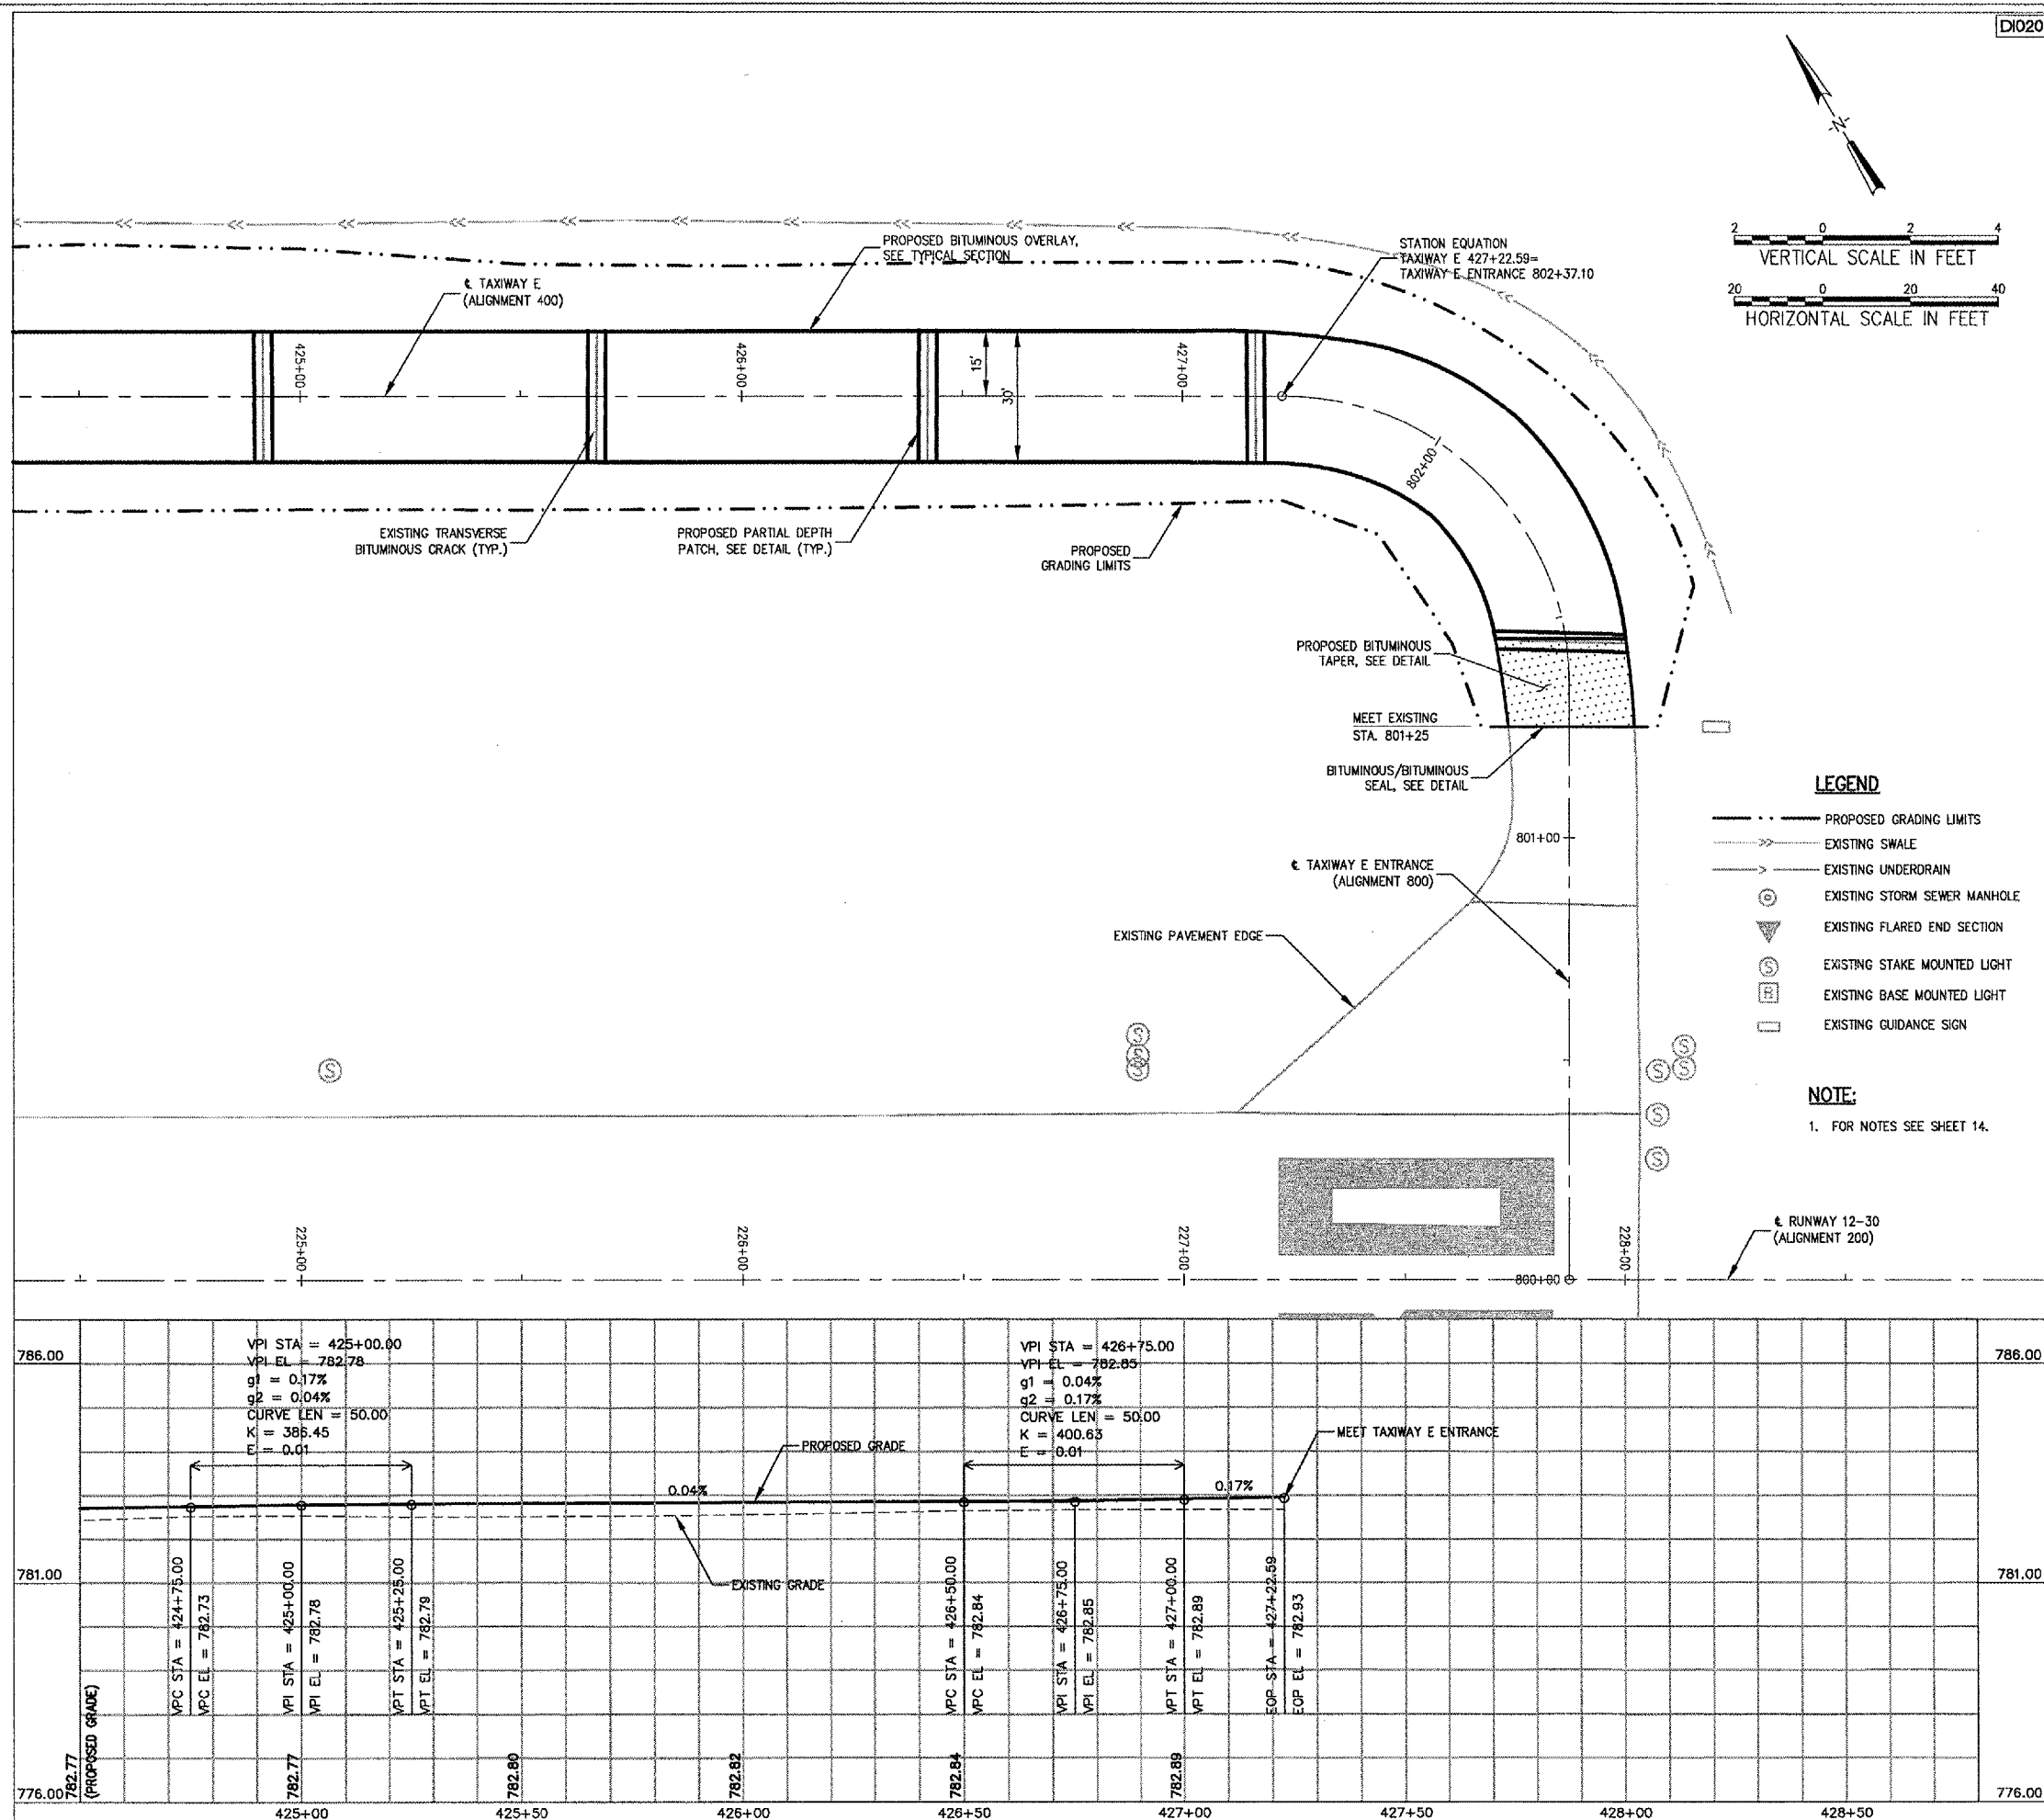 DI020
-N-
2 0 2 4
VERTICAL SCALE IN FEET
20 0 20 40
HORIZONTAL SCALE IN FEET
PROPOSED BITUMINOUS OVERLAY,
SEE TYPICAL SECTION
STATION EQUATION
TAXIWAY E 427+22.59=
TAXIWAY E ENTRANCE 802+37.10
℄ TAXIWAY E
(ALIGNMENT 400)
425+00
426+00
427+00
15'
30'
802+00
EXISTING TRANSVERSE
BITUMINOUS CRACK (TYP.)
PROPOSED PARTIAL DEPTH
PATCH, SEE DETAIL (TYP.)
PROPOSED
GRADING LIMITS
PROPOSED BITUMINOUS
TAPER, SEE DETAIL
MEET EXISTING
STA. 801+25
BITUMINOUS/BITUMINOUS
SEAL, SEE DETAIL
801+00
℄ TAXIWAY E ENTRANCE
(ALIGNMENT 800)
EXISTING PAVEMENT EDGE
LEGEND
PROPOSED GRADING LIMITS
EXISTING SWALE
EXISTING UNDERDRAIN
EXISTING STORM SEWER MANHOLE
EXISTING FLARED END SECTION
S EXISTING STAKE MOUNTED LIGHT
B EXISTING BASE MOUNTED LIGHT
EXISTING GUIDANCE SIGN
S
S
S
S
S
S
S
S
S
NOTE:
1. FOR NOTES SEE SHEET 14.
225+00
226+00
227+00
228+00
800+00
℄ RUNWAY 12-30
(ALIGNMENT 200)
786.00
786.00
VPI STA = 425+00.00
VPI EL = 782.78
g1 = 0.17%
g2 = 0.04%
CURVE LEN = 50.00
K = 386.45
E = 0.01
VPI STA = 426+75.00
VPI EL = 782.85
g1 = 0.04%
g2 = 0.17%
CURVE LEN = 50.00
K = 400.63
E = 0.01
PROPOSED GRADE
MEET TAXIWAY E ENTRANCE
0.04%
0.17%
781.00
781.00
EXISTING GRADE
VPC STA = 424+75.00
VPC EL = 782.73
VPI STA = 425+00.00
VPI EL = 782.78
VPT STA = 425+25.00
VPT EL = 782.79
VPC STA = 426+50.00
VPC EL = 782.84
VPI STA = 426+75.00
VPI EL = 782.85
VPT STA = 427+00.00
VPT EL = 782.89
EOP STA = 427+22.59
EOP EL = 782.93
782.77
(PROPOSED GRADE)
782.77
782.80
782.82
782.84
782.89
776.00
776.00
425+00 425+50 426+00 426+50 427+00 427+50 428+00 428+50